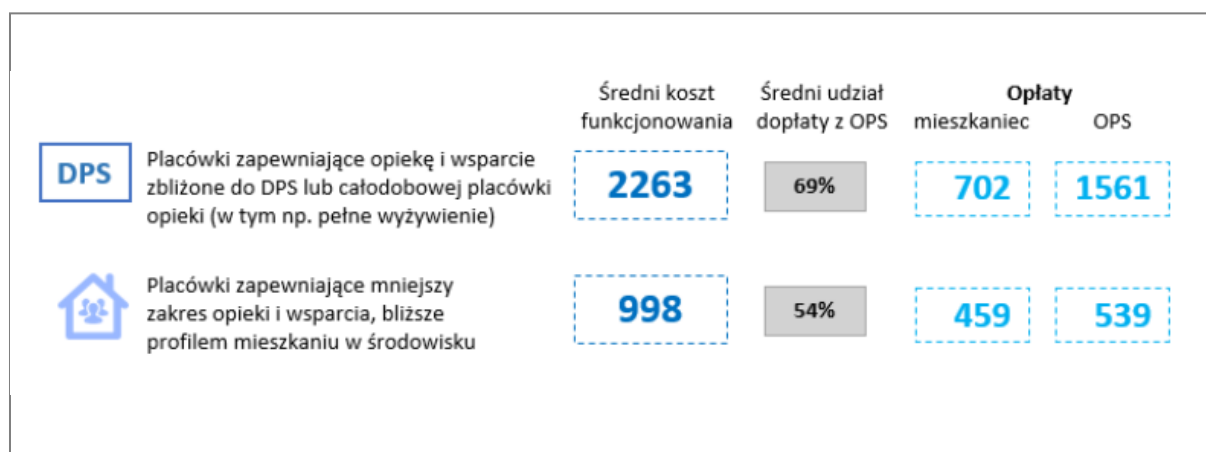 Średni koszt funkcjonowania
Średni udział dopłaty z OPS
Opłaty
mieszkaniec OPS
DPS
Placówki zapewniające opiekę i wsparcie
zbliżone do DPS lub całodobowej placówki
opieki (w tym np. pełne wyżywienie)
2263 69% 702 1561
Placówki zapewniające mniejszy
zakres opieki i wsparcia, bliższe
profilem mieszkaniu w środowisku
998 54% 459 539